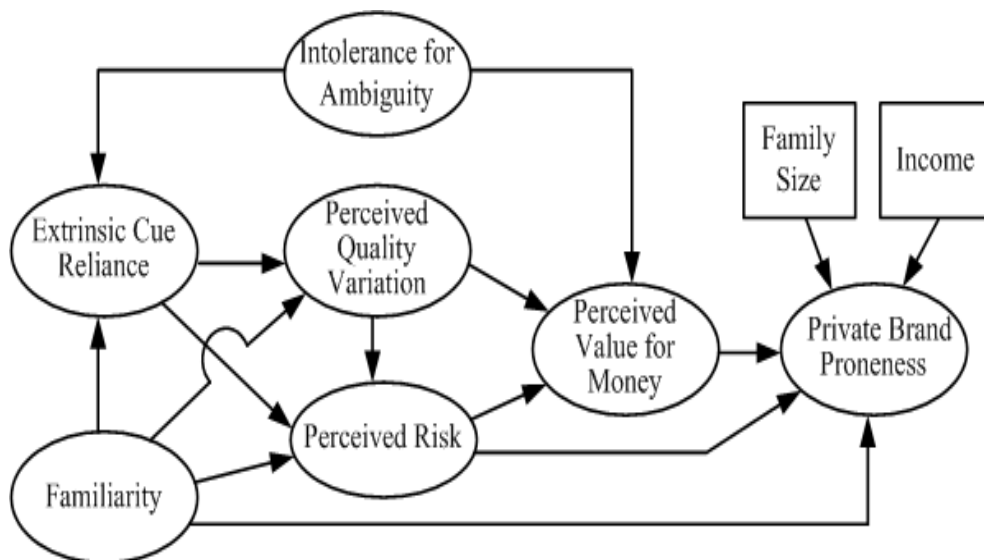 Intolerance for
Ambiguity
Family
Size
Income
Extrinsic Cue
Reliance
Perceived
Quality
Variation
Perceived
Value for
Money
Private Brand
Proneness
Perceived Risk
Familiarity